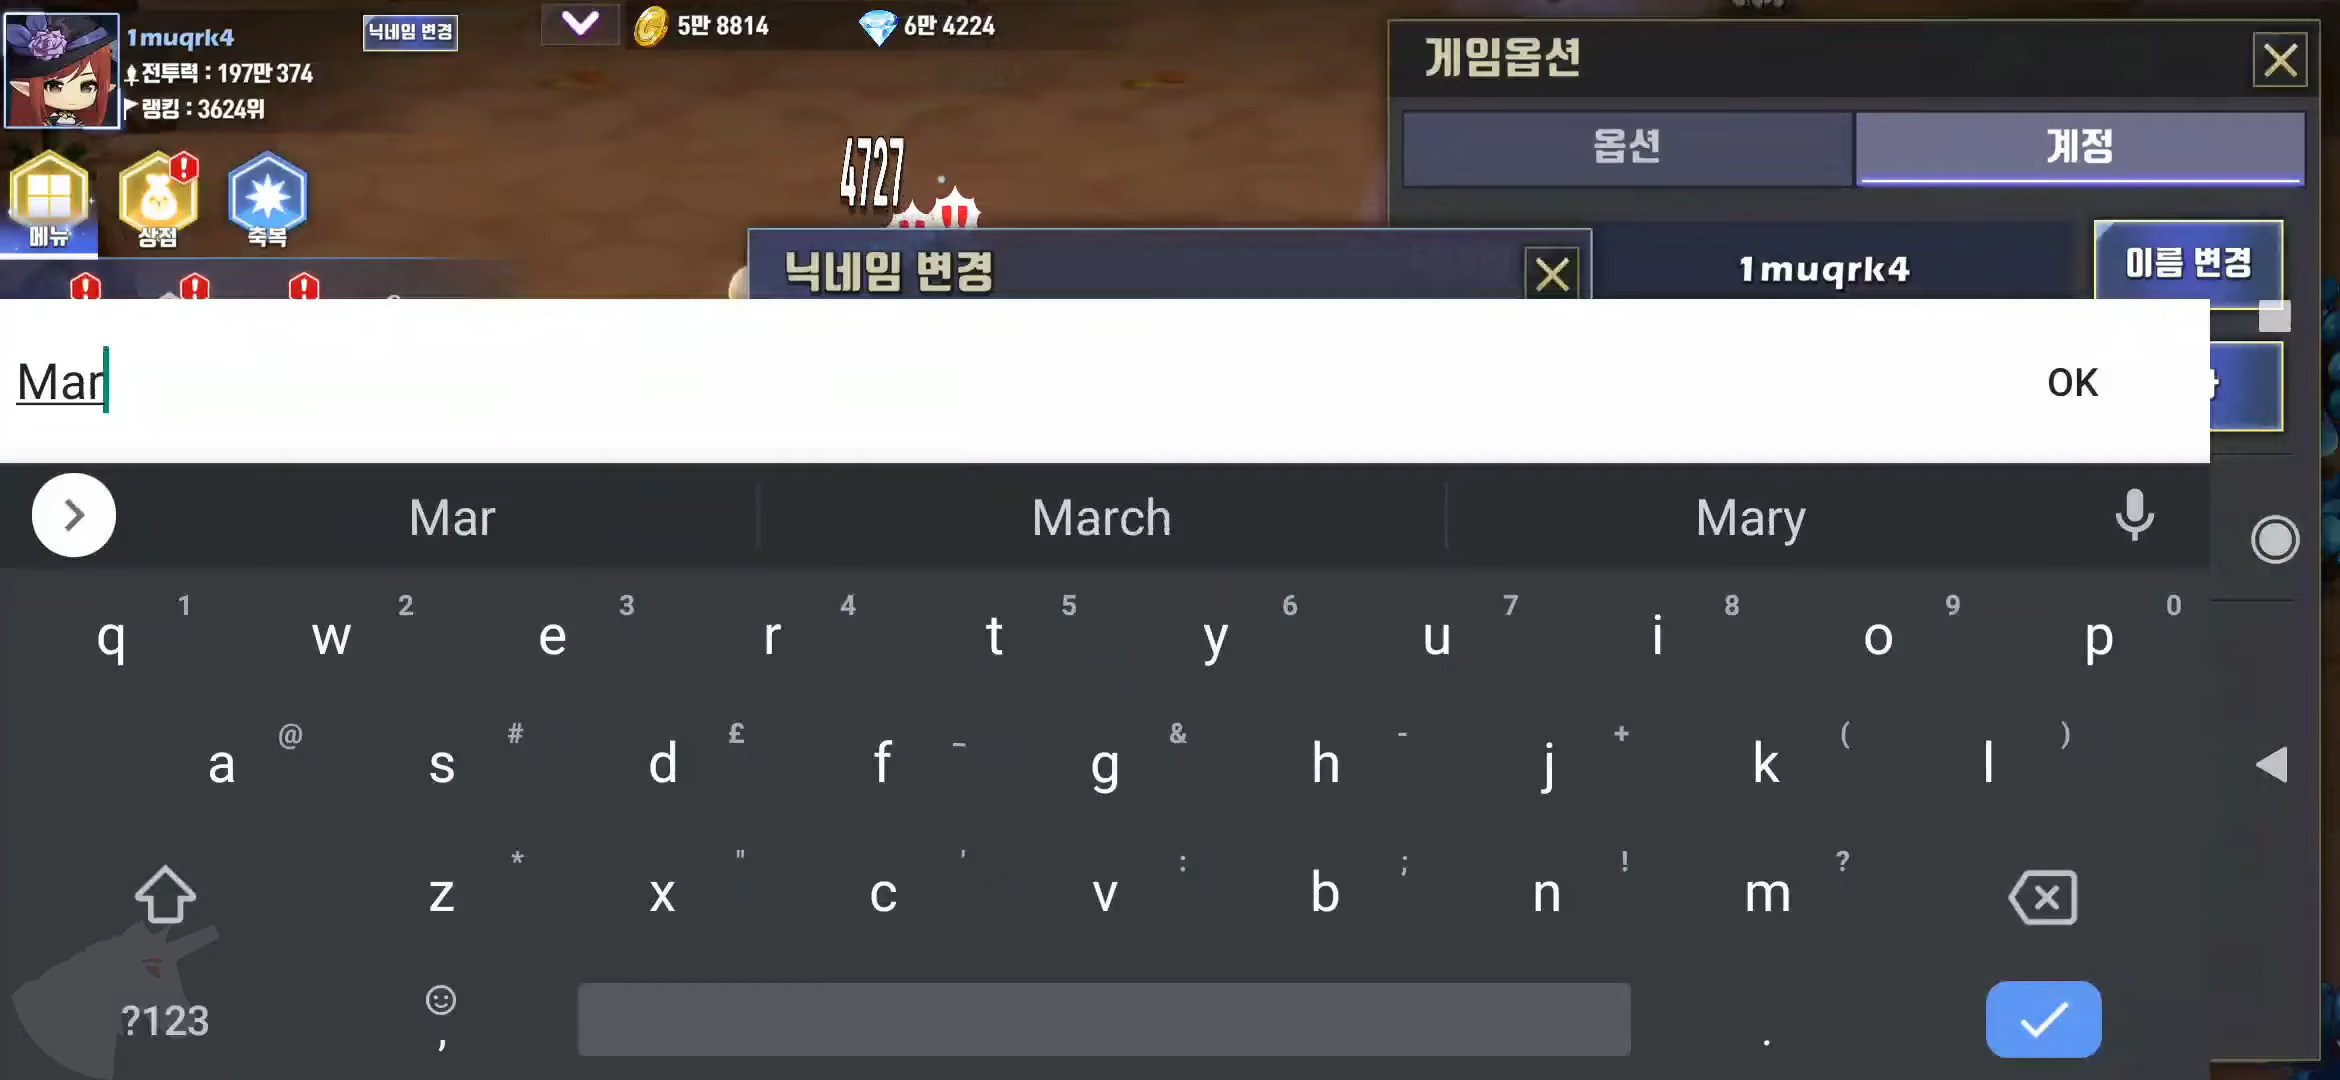 1muqrk4
닉네임 변경
전투력 : 197만 374
랭킹 : 3624위
5만 8814
6만 4224
메뉴
상점
축복
4727
게임옵션
옵션
계정
닉네임 변경
1muqrk4
이름 변경
Mar
OK
Mar
March
Mary
q 1 w 2 e 3 r 4 t 5 y 6 u 7 i 8 o 9 p 0
a @ s # d £ f _ g & h - j + k ( l )
z * x " c ' v : b ; n ! m ?
?123 , .